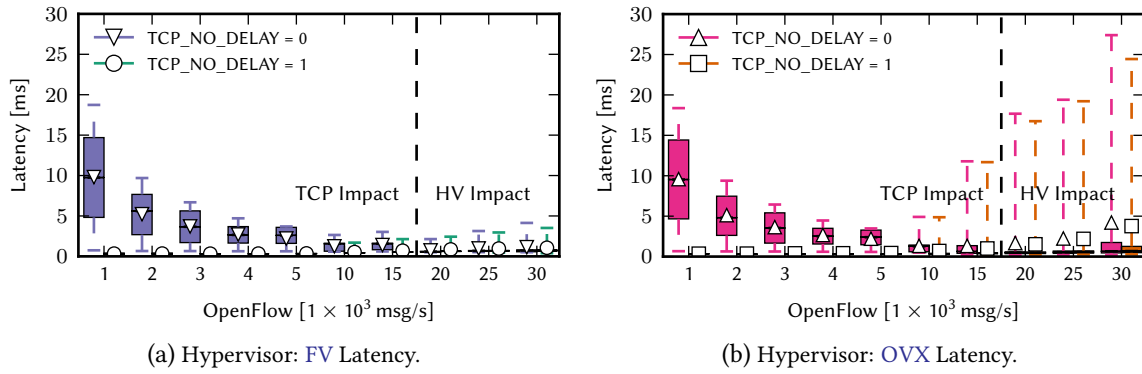 30
25
20
15
10
5
0
Latency [ms]
TCP_NO_DELAY = 0
TCP_NO_DELAY = 1
TCP Impact
HV Impact
1 2 3 4 5 10 15 20 25 30
OpenFlow [1 × 10³ msg/s]
(a) Hypervisor: FV Latency.
30
25
20
15
10
5
0
Latency [ms]
TCP_NO_DELAY = 0
TCP_NO_DELAY = 1
TCP Impact
HV Impact
1 2 3 4 5 10 15 20 25 30
OpenFlow [1 × 10³ msg/s]
(b) Hypervisor: OVX Latency.